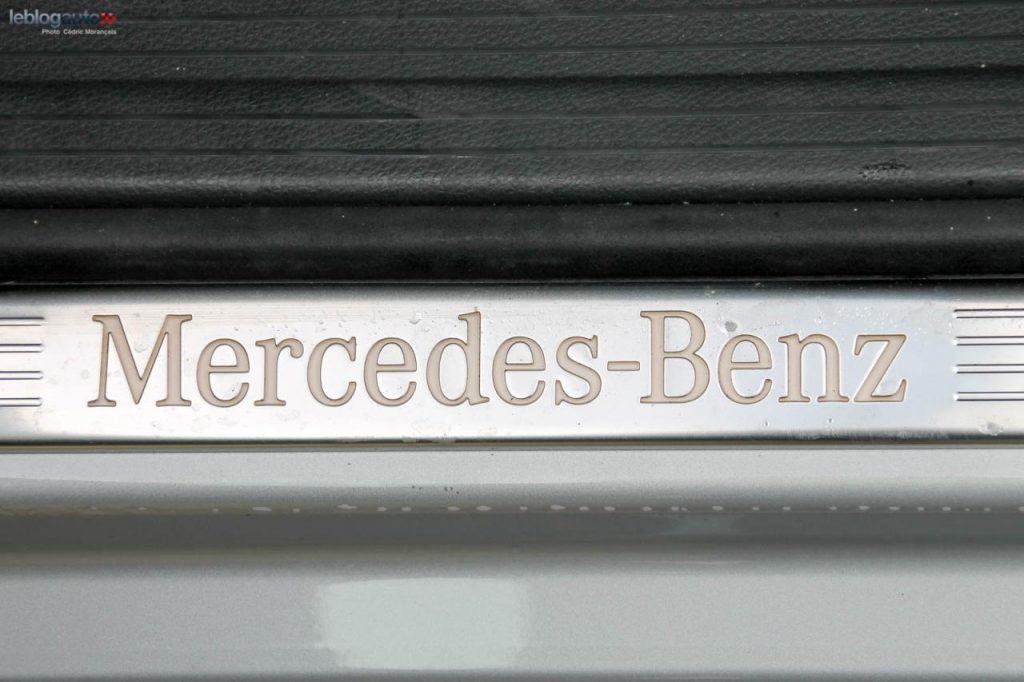 leblogauto
Photo Cédric Morançais
Mercedes-Benz